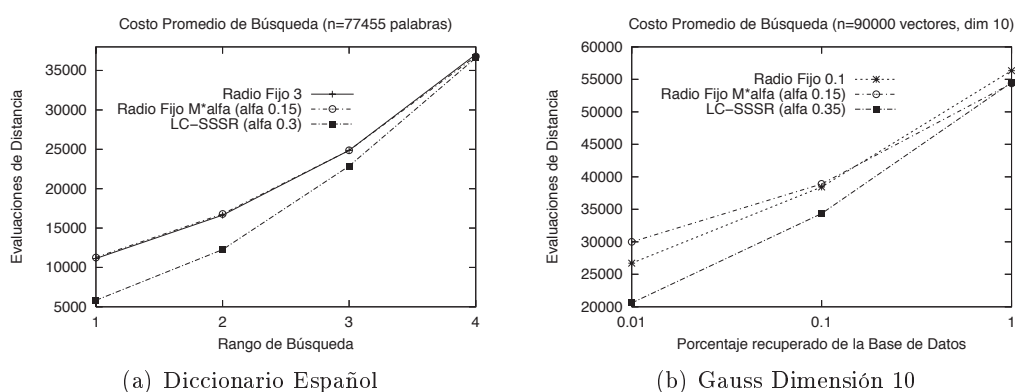 Costo Promedio de Búsqueda (n=77455 palabras)
Evaluaciones de Distancia
35000
30000
25000
20000
15000
10000
5000
Radio Fijo 3
Radio Fijo M*alfa (alfa 0.15)
LC-SSSR (alfa 0.3)
1 2 3 4
Rango de Búsqueda
(a) Diccionario Español
Costo Promedio de Búsqueda (n=90000 vectores, dim 10)
Evaluaciones de Distancia
60000
55000
50000
45000
40000
35000
30000
25000
20000
Radio Fijo 0.1
Radio Fijo M*alfa (alfa 0.15)
LC-SSSR (alfa 0.35)
0.01 0.1 1
Porcentaje recuperado de la Base de Datos
(b) Gauss Dimensión 10